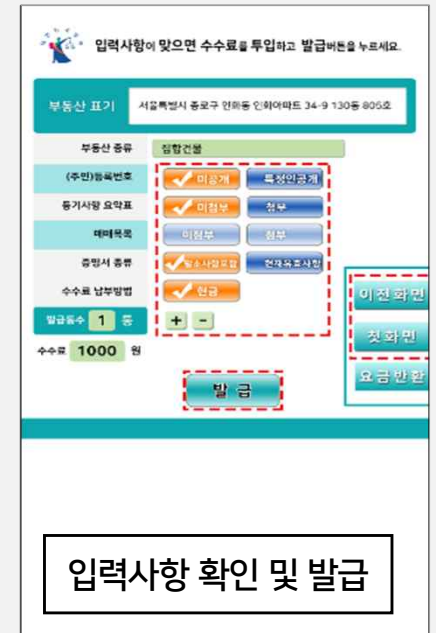 입력사항이 맞으면 수수료를 투입하고 발급버튼을 누르세요.
부동산 표기 서울특별시 종로구 인화동 인화아파트 34-9 130동 805호
부동산 종류 집합건물
(주민)등록번호 미공개 특정인공개
등기사항 요약표 미첨부 첨부
매매목록 미첨부 첨부
증명서 종류 말소사항포함 현재유효사항
수수료 납부방법 현금
발급통수 1 통 + -
수수료 1000 원
이전화면
첫화면
요금반환
발 급
입력사항 확인 및 발급